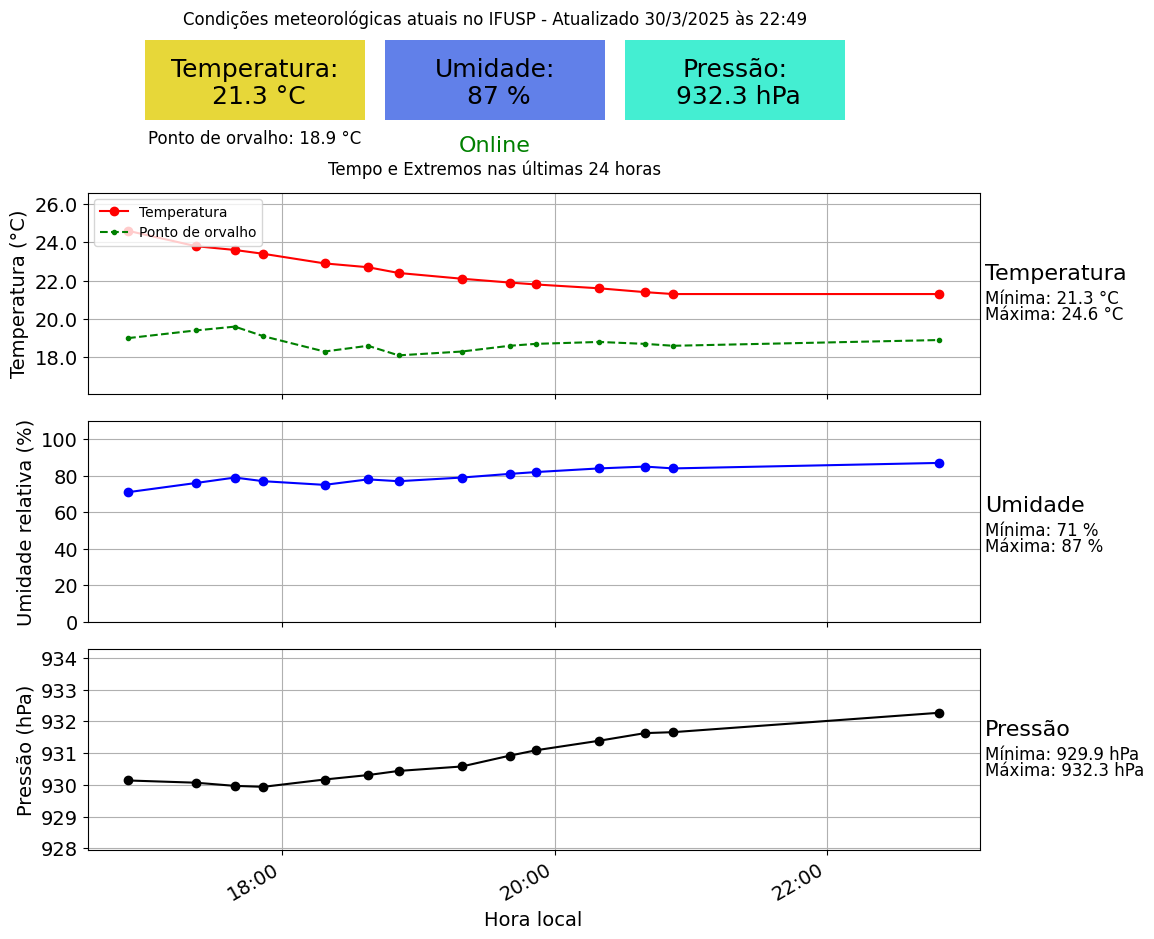 Condições meteorológicas atuais no IFUSP - Atualizado 30/3/2025 às 22:49
Temperatura:
21.3 °C
Umidade:
87 %
Pressão:
932.3 hPa
Ponto de orvalho: 18.9 °C
Online
Tempo e Extremos nas últimas 24 horas
Temperatura (°C)
26.0
24.0
22.0
20.0
18.0
Temperatura
Ponto de orvalho
Temperatura
Mínima: 21.3 °C
Máxima: 24.6 °C
Umidade relativa (%)
100
80
60
40
20
0
Umidade
Mínima: 71 %
Máxima: 87 %
Pressão (hPa)
934
933
932
931
930
929
928
Pressão
Mínima: 929.9 hPa
Máxima: 932.3 hPa
18:00
20:00
22:00
Hora local